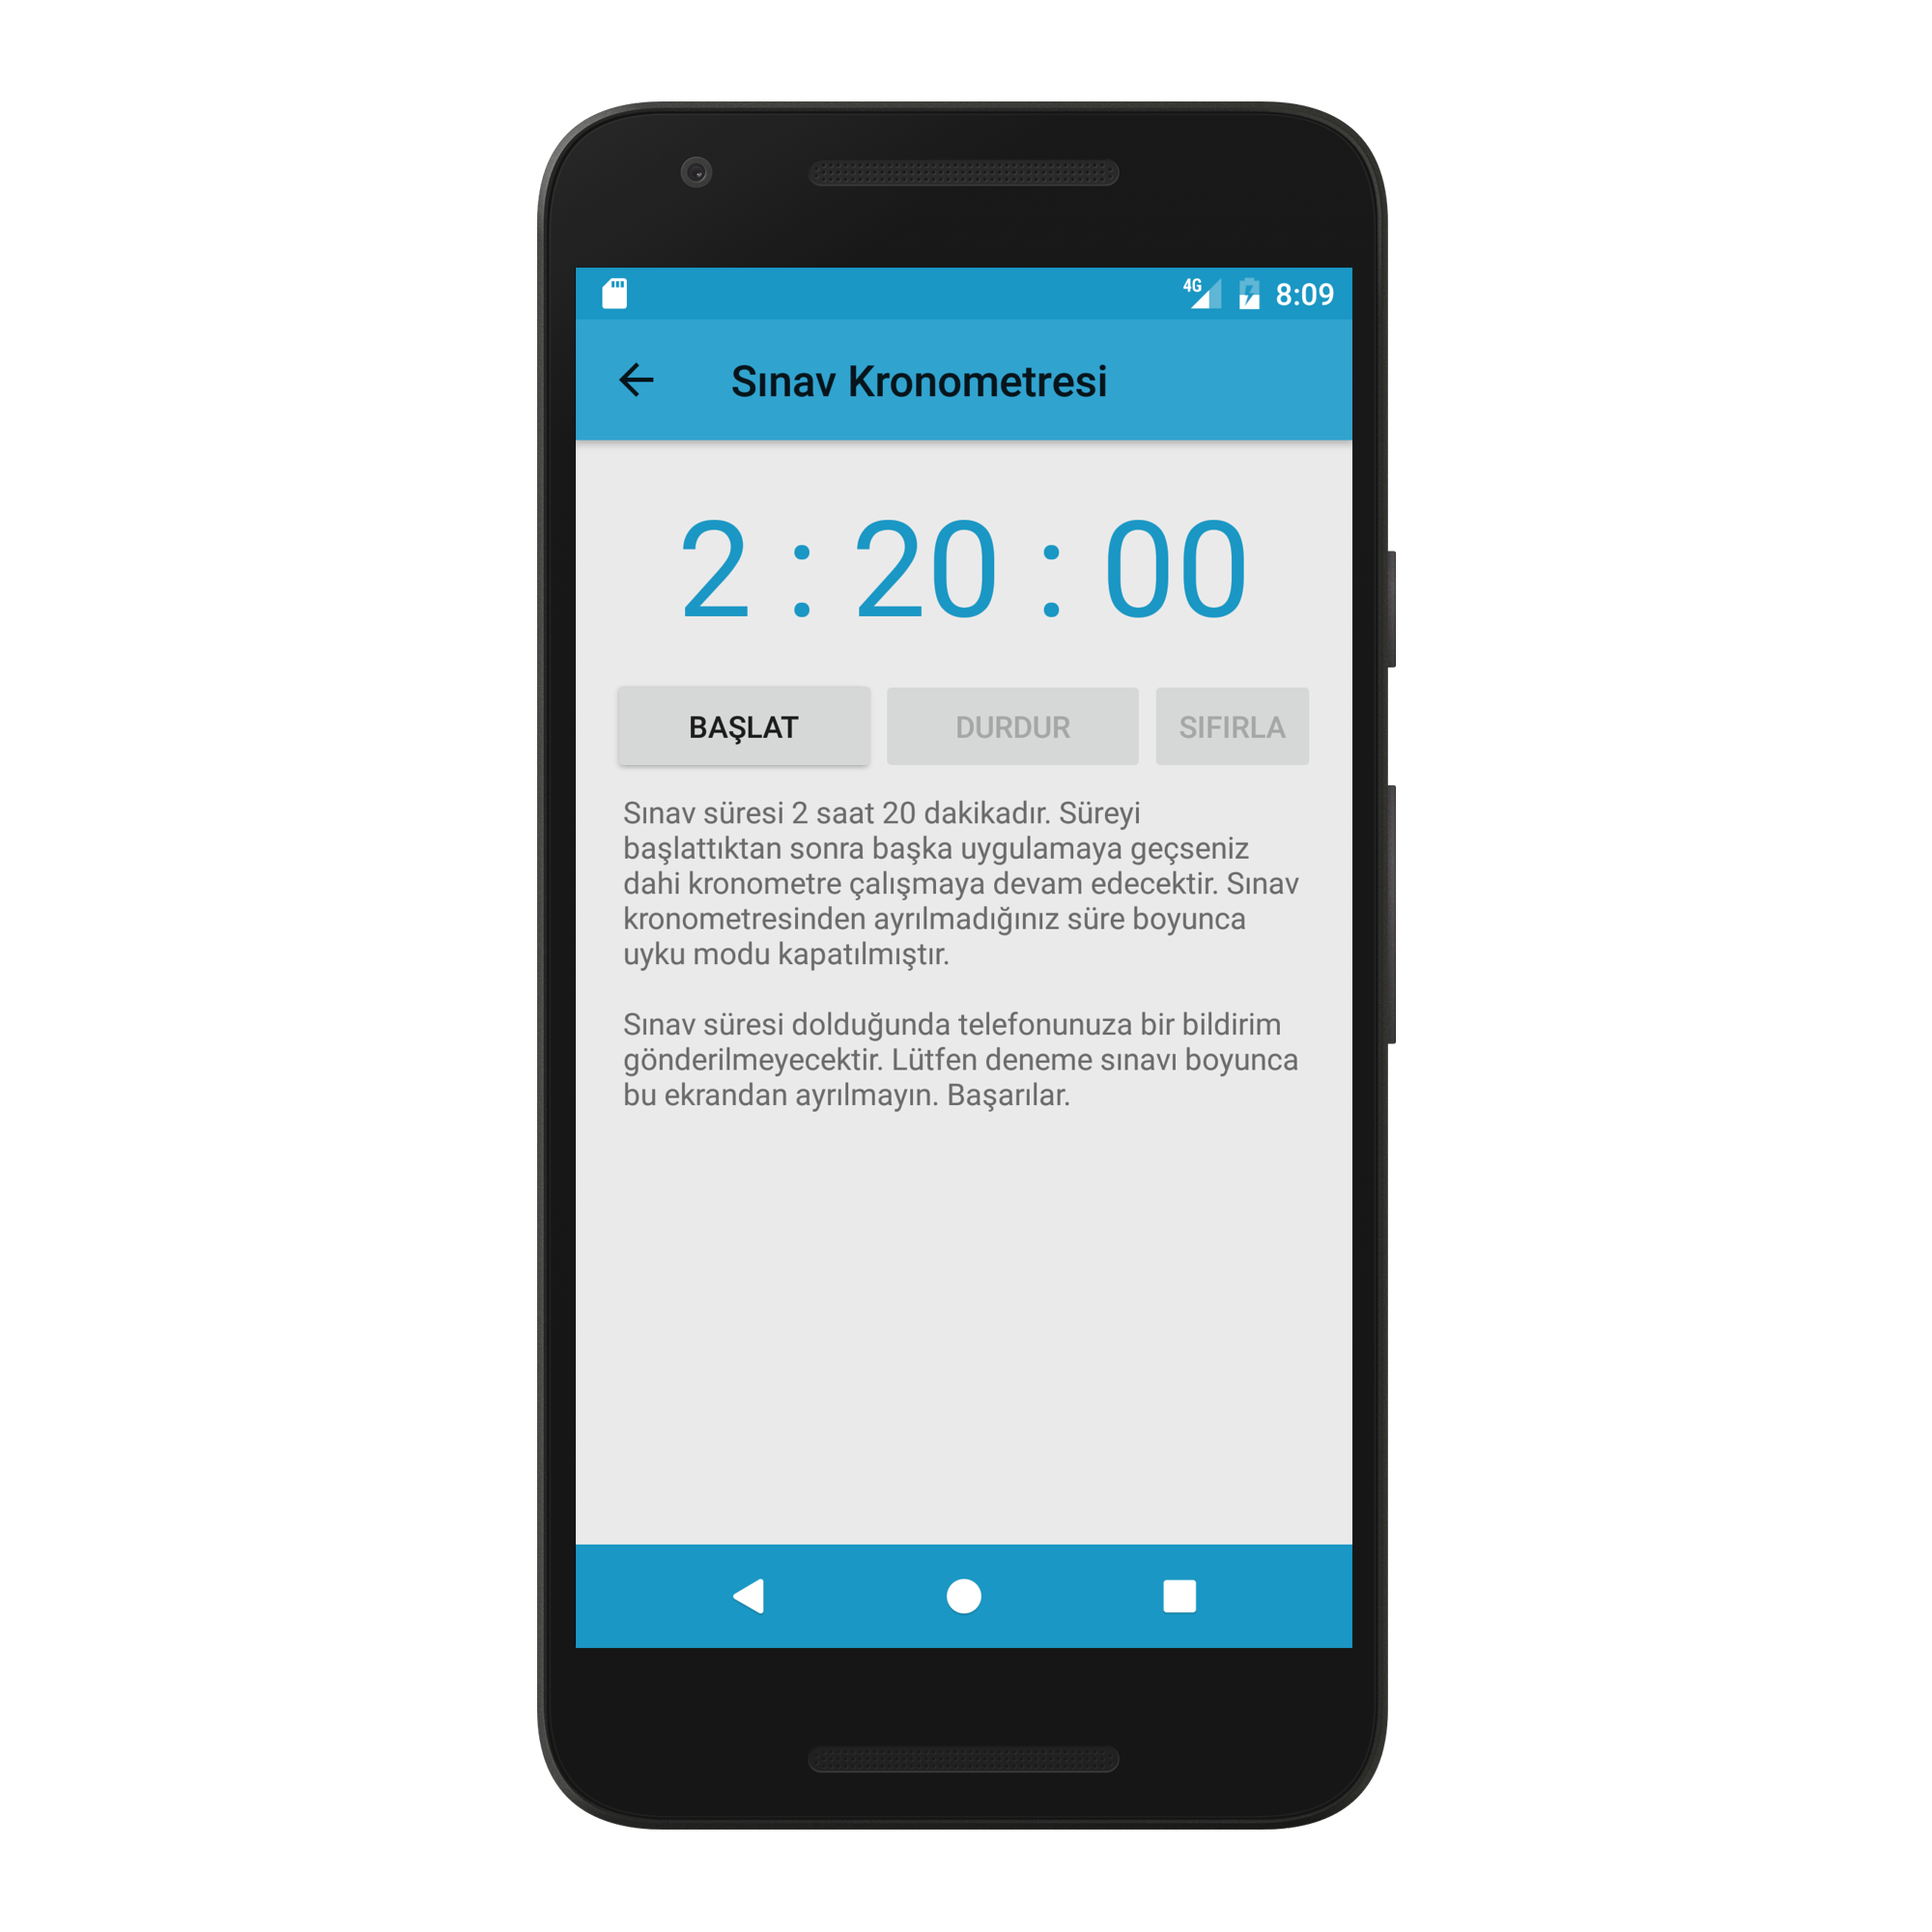 4G 8:09
Sınav Kronometresi
2 : 20 : 00
BAŞLAT DURDUR SIFIRLA
Sınav süresi 2 saat 20 dakikadır. Süreyi
başlattıktan sonra başka uygulamaya geçseniz
dahi kronometre çalışmaya devam edecektir. Sınav
kronometresinden ayrılmadığınız süre boyunca
uyku modu kapatılmıştır.
Sınav süresi dolduğunda telefonunuza bir bildirim
gönderilmeyecektir. Lütfen deneme sınavı boyunca
bu ekrandan ayrılmayın. Başarılar.